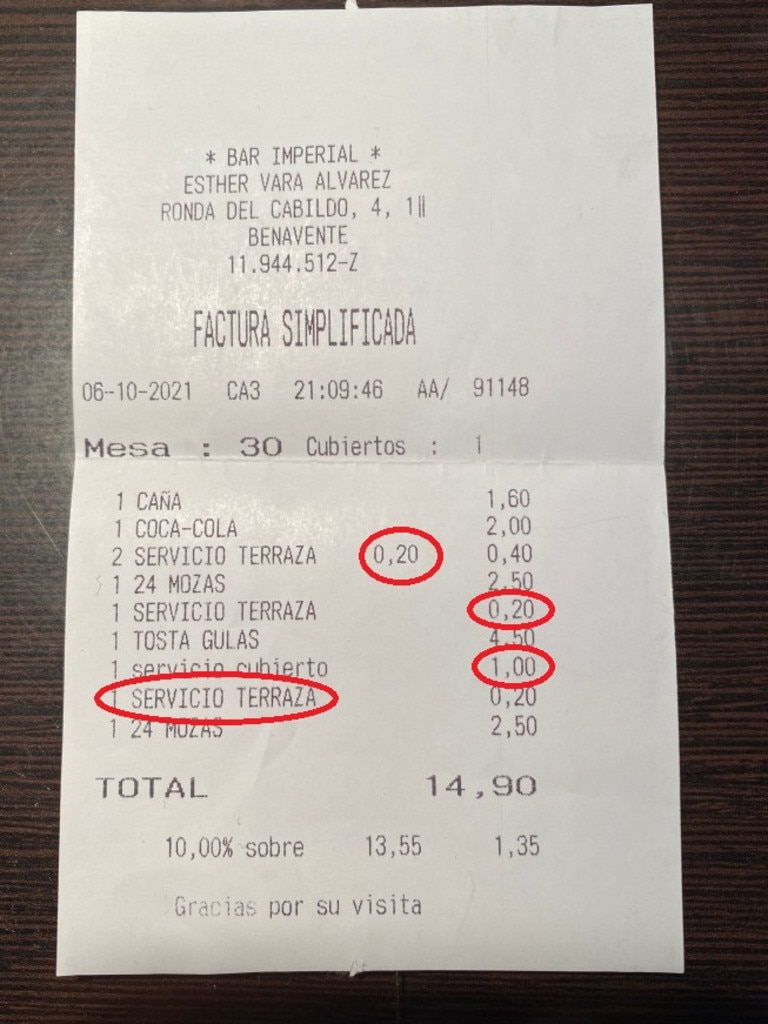 * BAR IMPERIAL *
ESTHER VARA ALVAREZ
RONDA DEL CABILDO, 4, 1‖
BENAVENTE
11.944.512-Z
FACTURA SIMPLIFICADA
06-10-2021 CA3 21:09:46 AA/ 91148
Mesa : 30 Cubiertos : 1
1 CAÑA 1,60
1 COCA-COLA 2,00
2 SERVICIO TERRAZA 0,20 0,40
1 24 MOZAS 2,50
1 SERVICIO TERRAZA 0,20
1 TOSTA GULAS 4,50
1 servicio cubierto 1,00
1 SERVICIO TERRAZA 0,20
1 24 MOZAS 2,50
TOTAL 14,90
10,00% sobre 13,55 1,35
Gracias por su visita